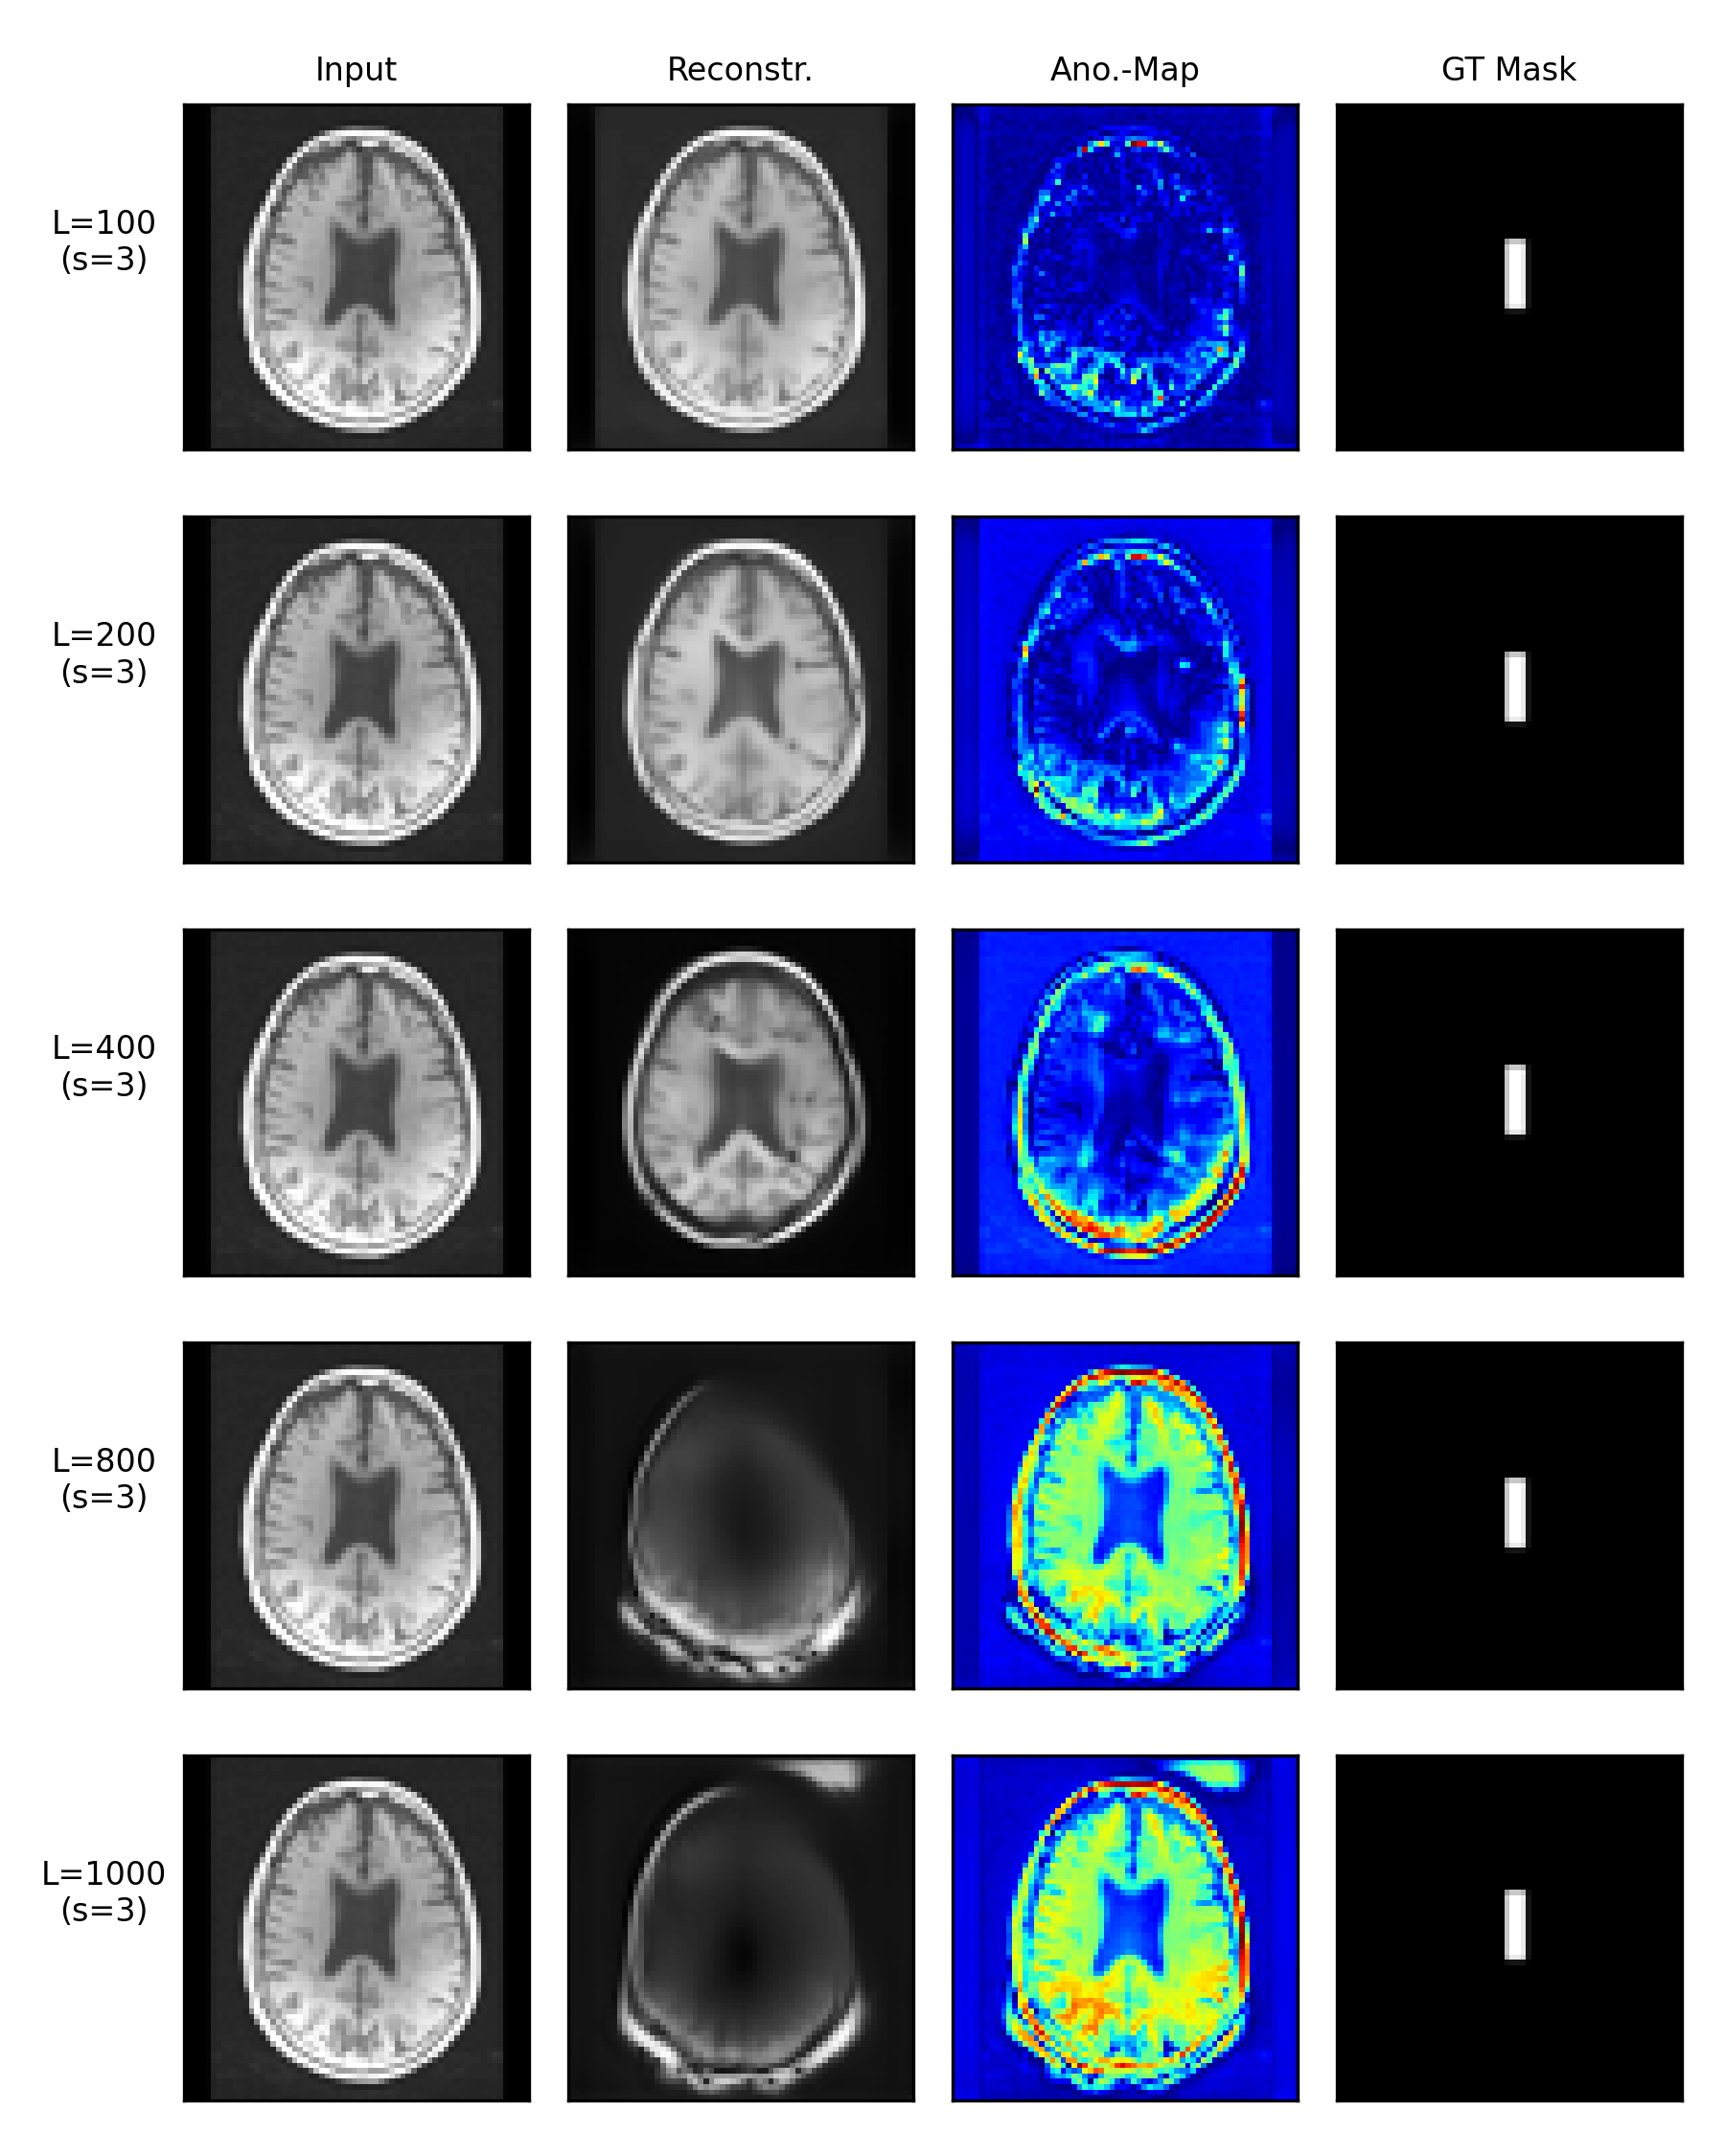 Input Reconstr. Ano.-Map GT Mask
L=100
(s=3)
L=200
(s=3)
L=400
(s=3)
L=800
(s=3)
L=1000
(s=3)